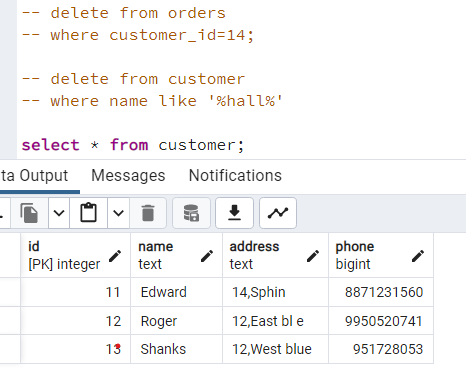 -- delete from orders
-- where customer_id=14;
-- delete from customer
-- where name like '%hall%'
select * from customer;
ta Output Messages Notifications
id name address phone
[PK] integer text text bigint
11 Edward 14,Sphin 8871231560
12 Roger 12,East bl e 9950520741
13 Shanks 12,West blue 951728053